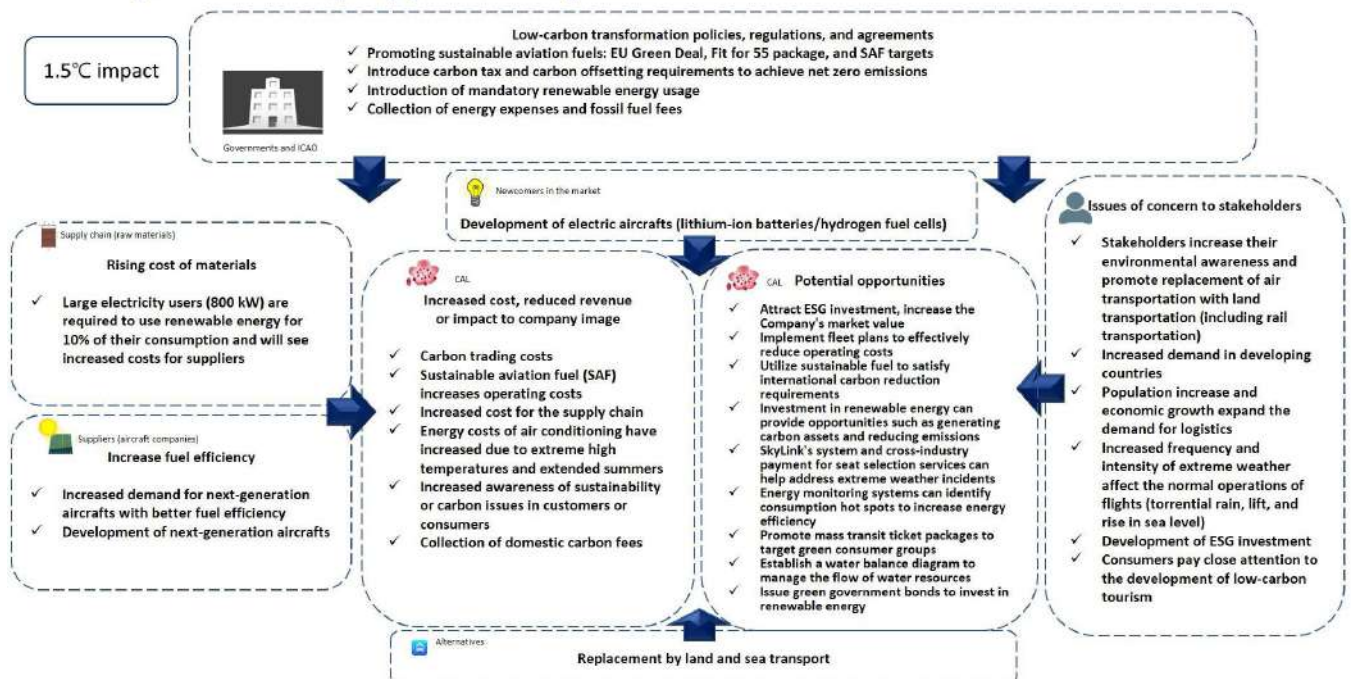 1.5°C impact
Low-carbon transformation policies, regulations, and agreements
✓ Promoting sustainable aviation fuels: EU Green Deal, Fit for 55 package, and SAF targets
✓ Introduce carbon tax and carbon offsetting requirements to achieve net zero emissions
✓ Introduction of mandatory renewable energy usage
✓ Collection of energy expenses and fossil fuel fees
Governments and ICAO
Newcomers in the market
Development of electric aircrafts (lithium-ion batteries/hydrogen fuel cells)
Supply chain (raw materials)
Rising cost of materials
✓ Large electricity users (800 kW) are
required to use renewable energy for
10% of their consumption and will see
increased costs for suppliers
Suppliers (aircraft companies)
Increase fuel efficiency
✓ Increased demand for next-generation
aircrafts with better fuel efficiency
✓ Development of next-generation aircrafts
CAL
Increased cost, reduced revenue
or impact to company image
✓ Carbon trading costs
✓ Sustainable aviation fuel (SAF)
increases operating costs
✓ Increased cost for the supply chain
✓ Energy costs of air conditioning have
increased due to extreme high
temperatures and extended summers
✓ Increased awareness of sustainability
or carbon issues in customers or
consumers
✓ Collection of domestic carbon fees
CAL Potential opportunities
✓ Attract ESG investment, increase the
Company's market value
✓ Implement fleet plans to effectively
reduce operating costs
✓ Utilize sustainable fuel to satisfy
international carbon reduction
requirements
✓ Investment in renewable energy can
provide opportunities such as generating
carbon assets and reducing emissions
✓ SkyLink's system and cross-industry
payment for seat selection services can
help address extreme weather incidents
✓ Energy monitoring systems can identify
consumption hot spots to increase energy
efficiency
✓ Promote mass transit ticket packages to
target green consumer groups
✓ Establish a water balance diagram to
manage the flow of water resources
✓ Issue green government bonds to invest in
renewable energy
Issues of concern to stakeholders
✓ Stakeholders increase their
environmental awareness and
promote replacement of air
transportation with land
transportation (including rail
transportation)
✓ Increased demand in developing
countries
✓ Population increase and
economic growth expand the
demand for logistics
✓ Increased frequency and
intensity of extreme weather
affect the normal operations of
flights (torrential rain, lift, and
rise in sea level)
✓ Development of ESG investment
✓ Consumers pay close attention to
the development of low-carbon
tourism
Alternatives
Replacement by land and sea transport